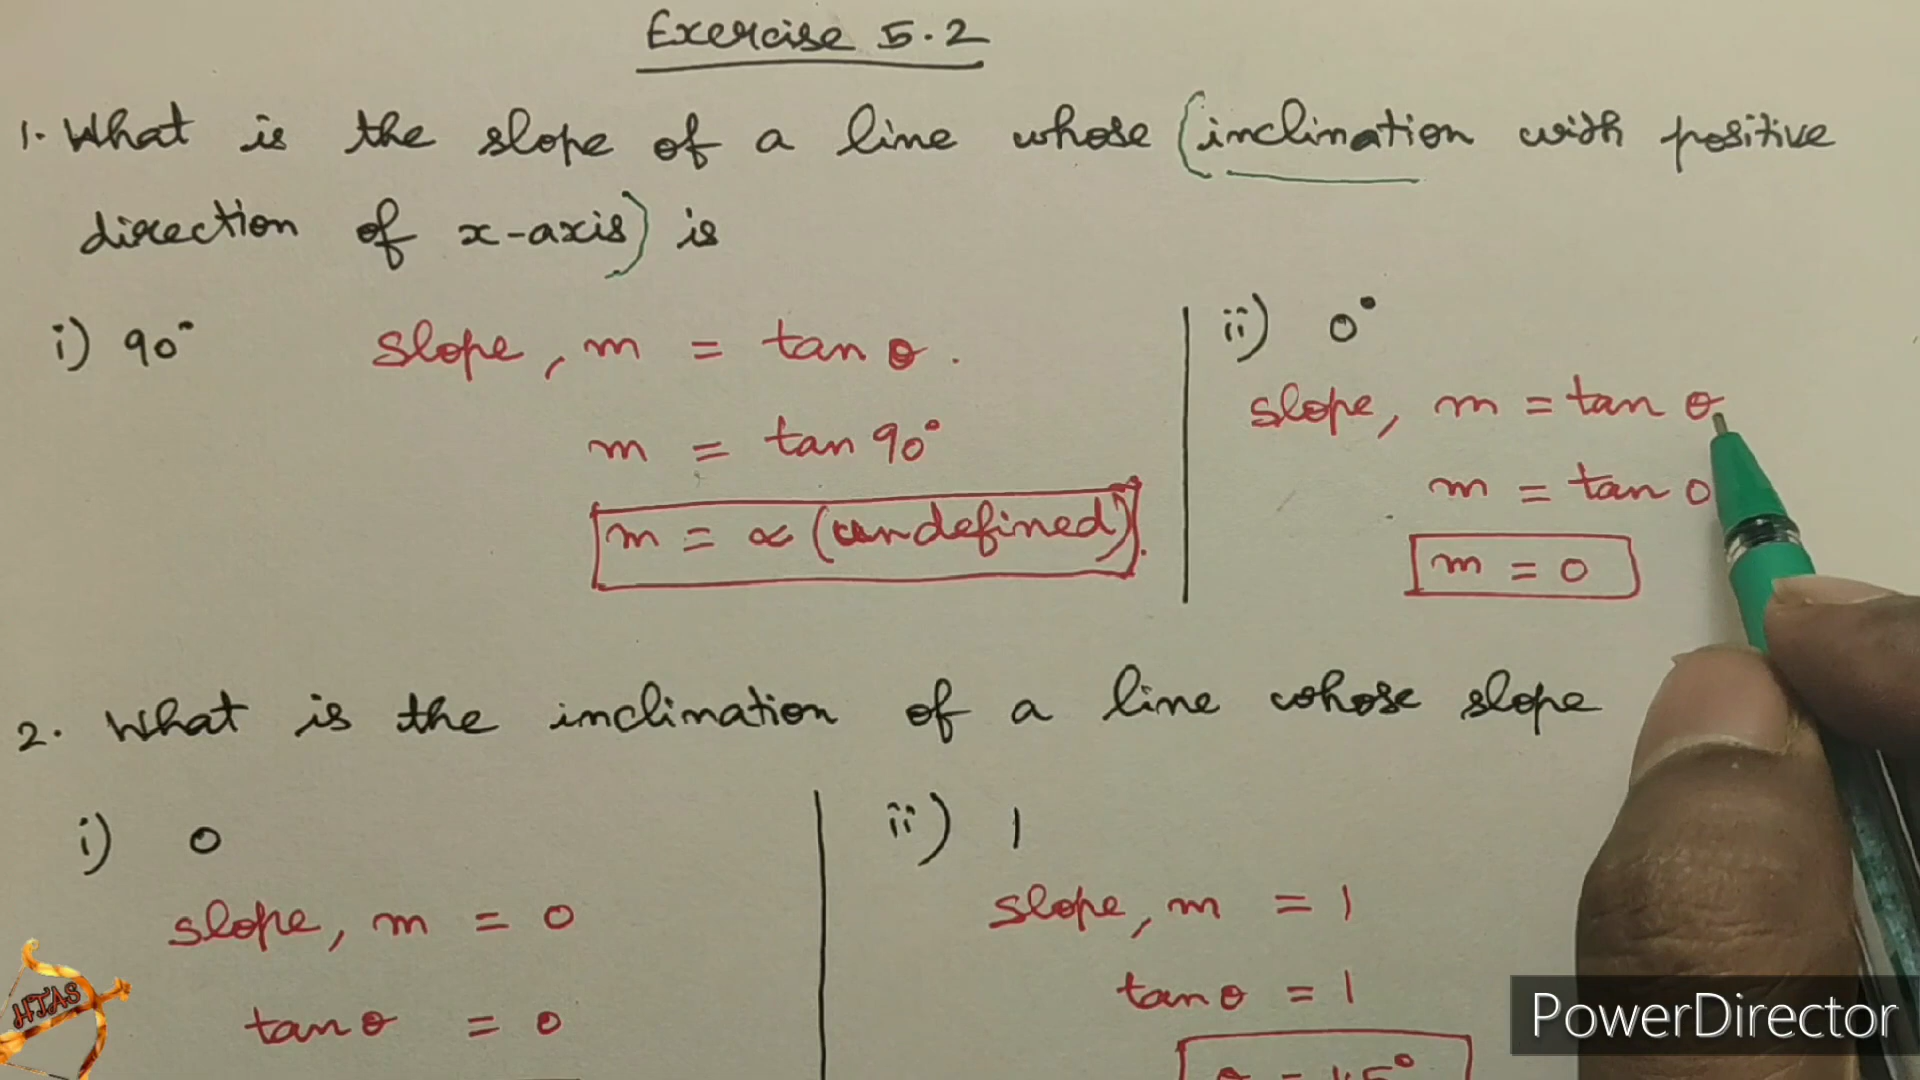 Exercise 5.2
1. What is the slope of a line whose (inclination with positive
direction of x-axis) is
i) 90°
slope, m = tan θ.
m = tan 90°
m = ∝ (undefined).
ii) 0°
slope, m = tan θ
m = tan 0
m = 0
2. What is the inclination of a line whose slope
i) 0
slope, m = 0
tan θ = 0
ii) 1
slope, m = 1
tan θ = 1
θ = 45°
HTAS
PowerDirector